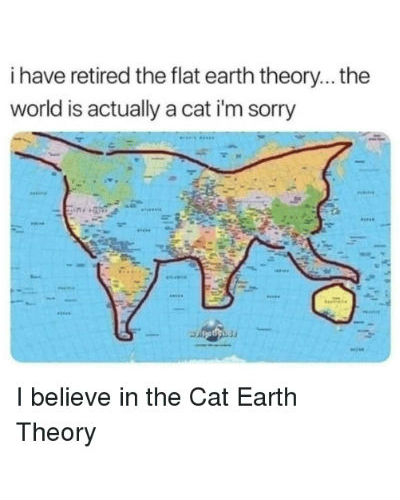 i have retired the flat earth theory... the
world is actually a cat i'm sorry
I believe in the Cat Earth
Theory